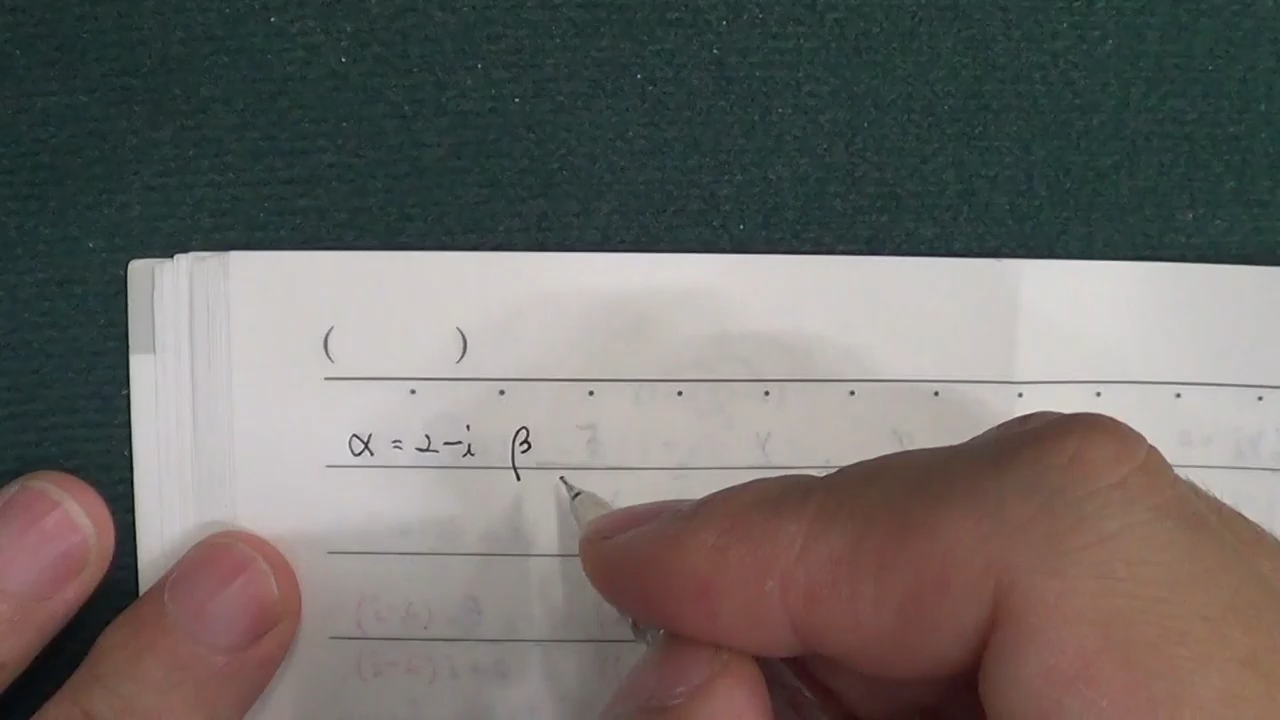 ( )
α = 2-i β